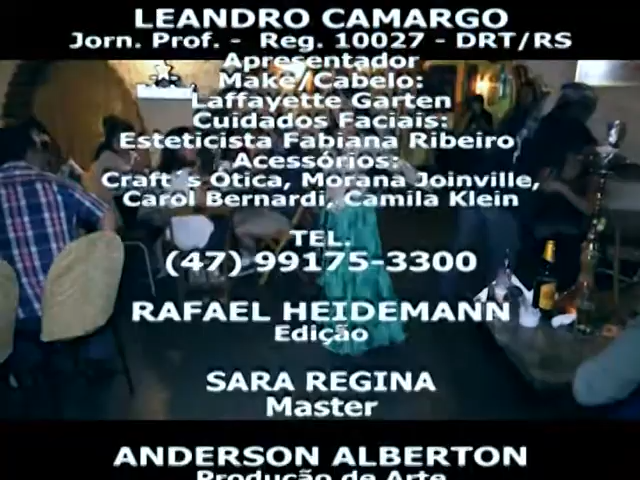 LEANDRO CAMARGO
Jorn. Prof. - Reg. 10027 - DRT/RS
Apresentador
Make/Cabelo:
Laffayette Garten
Cuidados Faciais:
Esteticista Fabiana Ribeiro
Acessórios:
Craft´s Ótica, Morana Joinville,
Carol Bernardi, Camila Klein
TEL.
(47) 99175-3300
RAFAEL HEIDEMANN
Edição
SARA REGINA
Master
ANDERSON ALBERTON
Produção de Arte